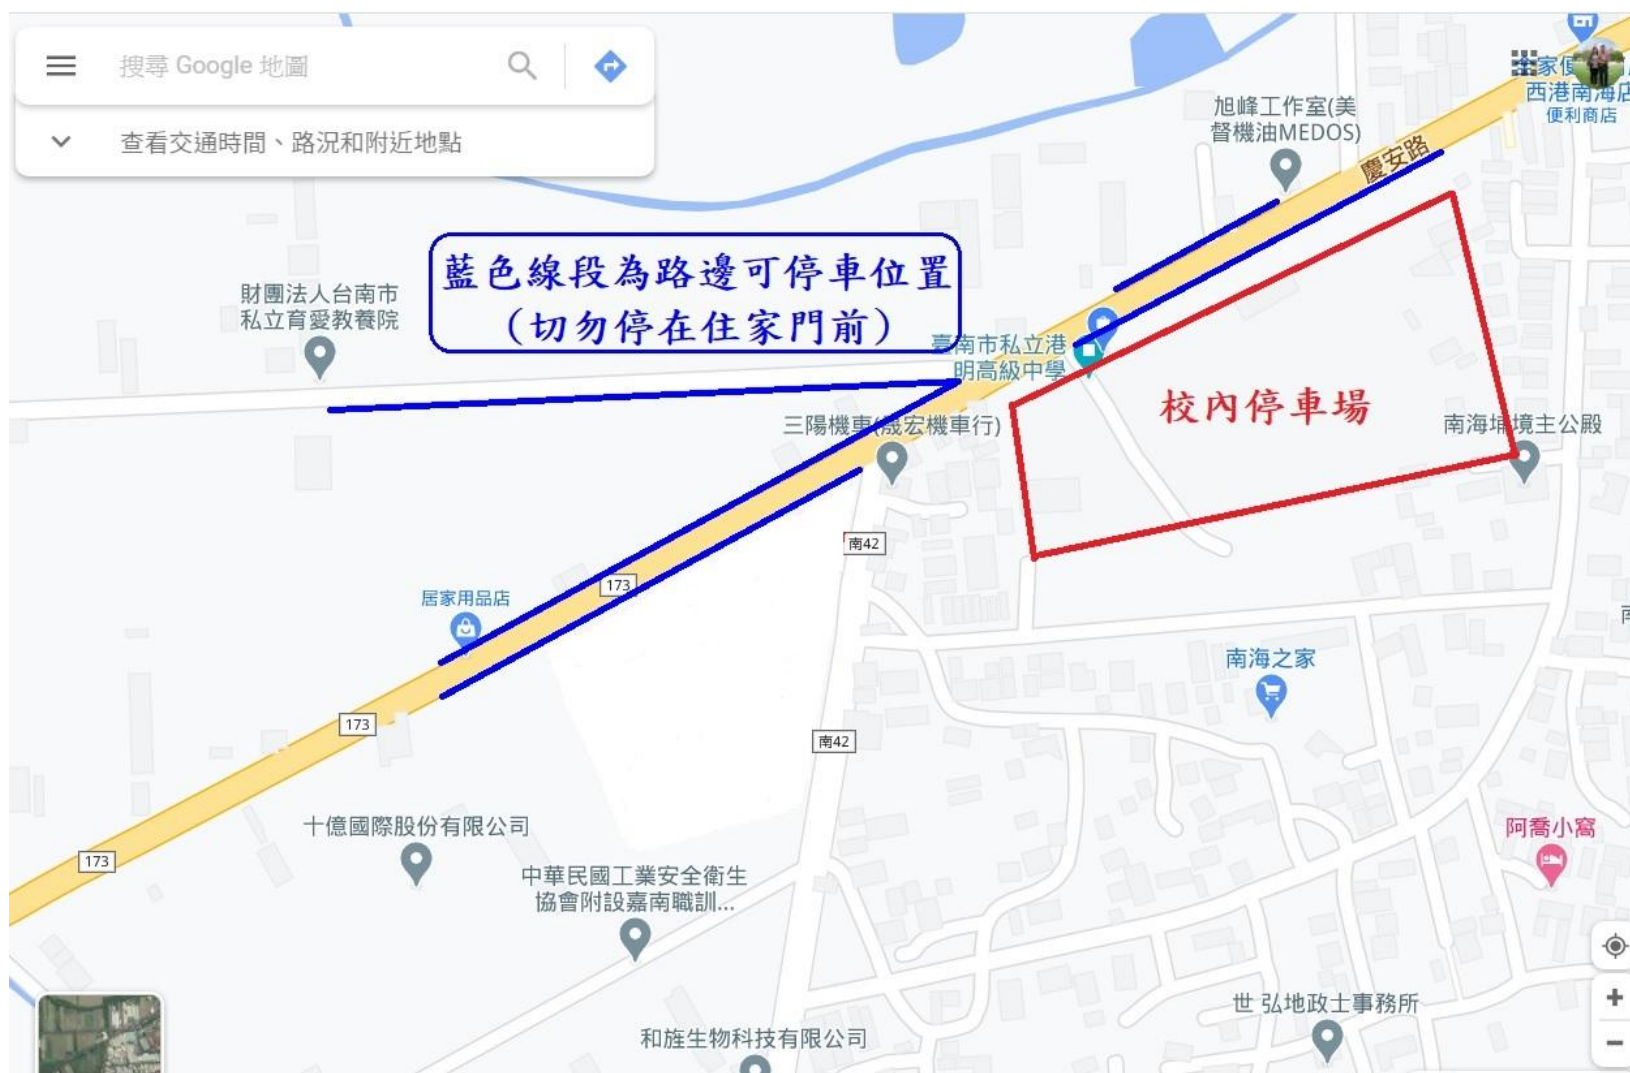 搜尋 Google 地圖
查看交通時間、路況和附近地點
西港南海店
便利商店
旭峰工作室(美
督機油MEDOS)
慶安路
藍色線段為路邊可停車位置
（切勿停在住家門前）
財團法人台南市
私立育愛教養院
臺南市私立港
明高級中學
校內停車場
三陽機車(晟宏機車行)
南海埔境主公殿
南42
173
居家用品店
南海之家
173
南42
十億國際股份有限公司
阿喬小窩
173
中華民國工業安全衛生
協會附設嘉南職訓...
世弘地政士事務所
和旌生物科技有限公司